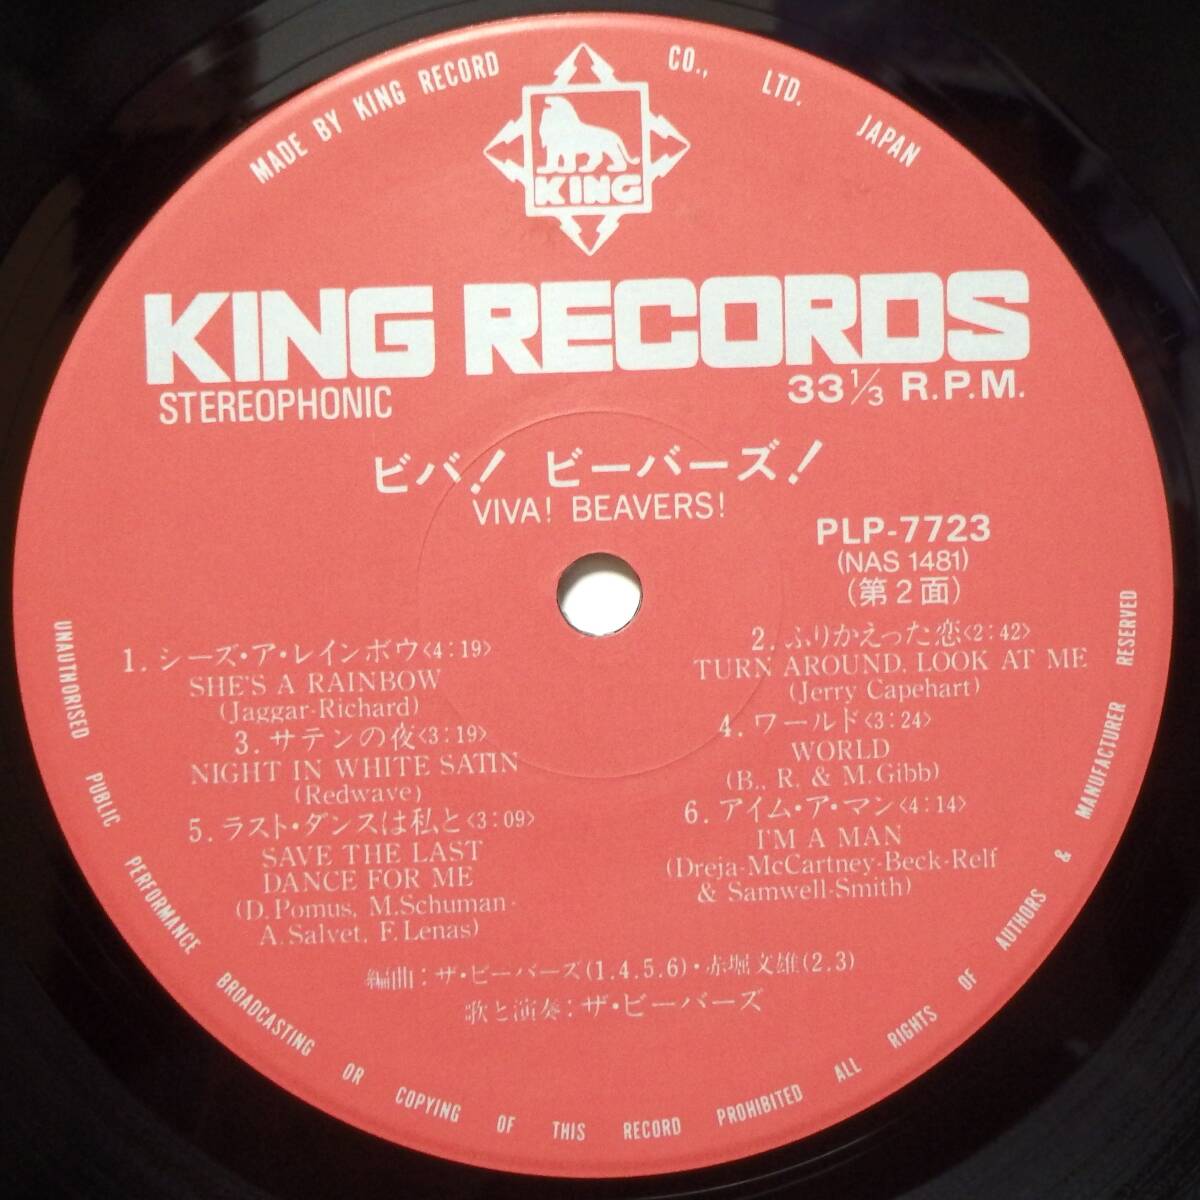 MADE BY KING RECORD CO., LTD. JAPAN
KING
KING RECORDS
STEREOPHONIC
33 1/3 R.P.M.
ビバ! ビーバーズ!
VIVA! BEAVERS!
PLP-7723
(NAS 1481)
(第2面)
1. シーズ・ア・レインボウ<4:19>
SHE'S A RAINBOW
(Jaggar-Richard)
2. ふりかえった恋<2:42>
TURN AROUND, LOOK AT ME
(Jerry Capehart)
3. サテンの夜<3:19>
NIGHT IN WHITE SATIN
(Redwave)
4. ワールド<3:24>
WORLD
(B., R. & M. Gibb)
5. ラスト・ダンスは私と<3:09>
SAVE THE LAST
DANCE FOR ME
(D. Pomus, M.Schuman-
A. Salvet, F. Lenas)
6. アイム・ア・マン<4:14>
I'M A MAN
(Dreja-McCartney-Beck-Relf
& Samwell-Smith)
編曲:ザ・ビーバーズ(1.4.5.6)・赤堀文雄(2.3)
歌と演奏:ザ・ビーバーズ
UNAUTHORISED PUBLIC PERFORMANCE BROADCASTING OR COPYING OF THIS RECORD PROHIBITED ALL RIGHTS OF AUTHORS & MANUFACTURER RESERVED